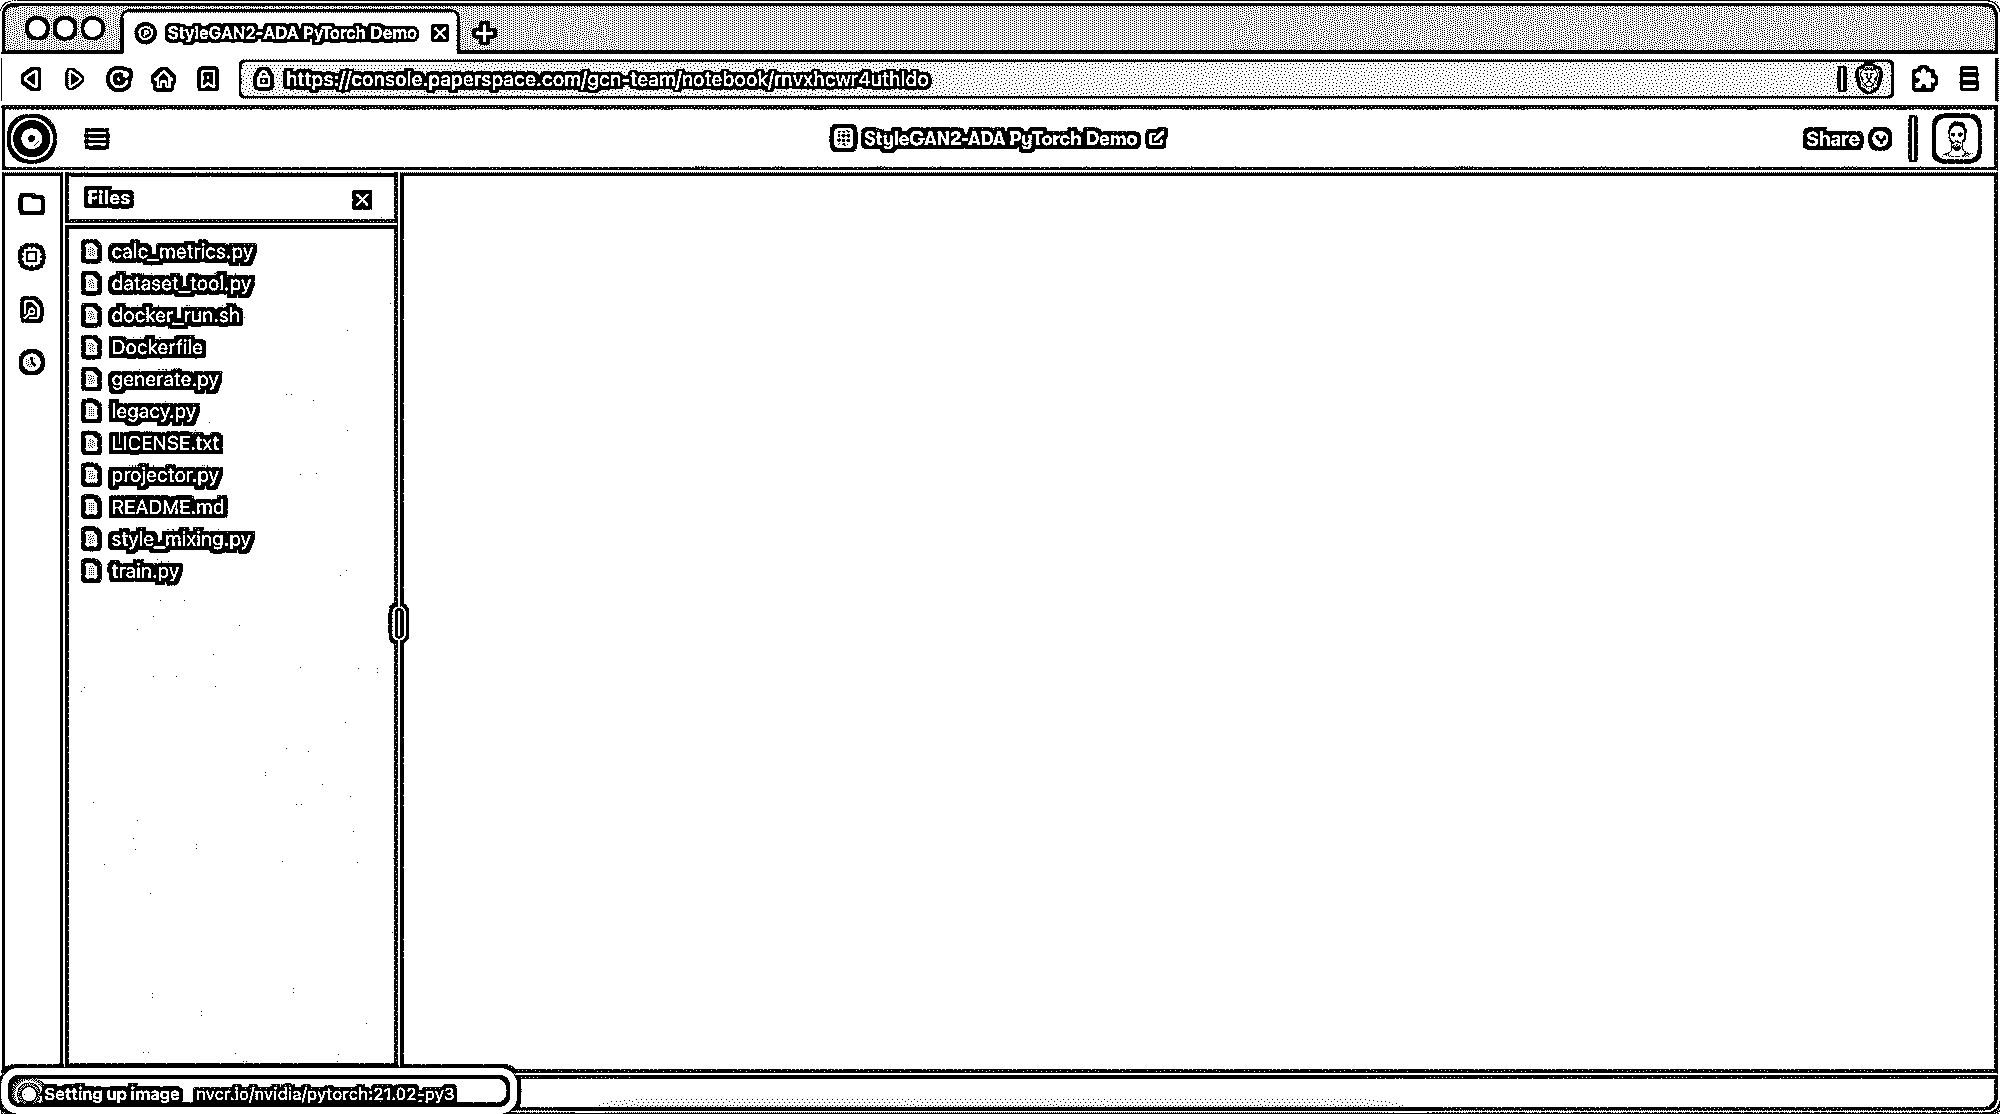 StyleGAN2-ADA PyTorch Demo
https://console.paperspace.com/gcn-team/notebook/rnvxhcwr4uthldo
StyleGAN2-ADA PyTorch Demo
Share
Files
calc_metrics.py
dataset_tool.py
docker_run.sh
Dockerfile
generate.py
legacy.py
LICENSE.txt
projector.py
README.md
style_mixing.py
train.py
Setting up image nvcr.io/nvidia/pytorch:21.02-py3